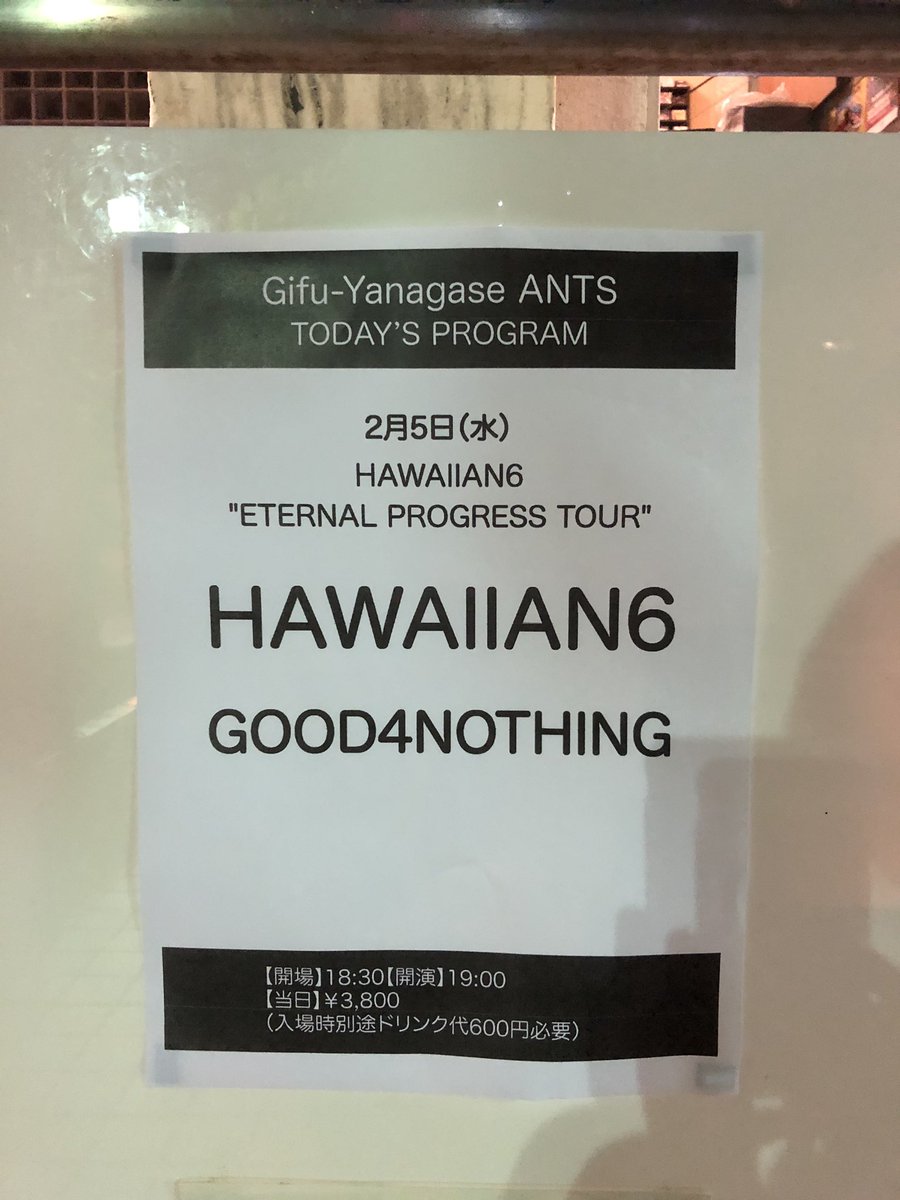 Gifu-Yanagase ANTS
TODAY'S PROGRAM
2月5日(水)
HAWAIIAN6
"ETERNAL PROGRESS TOUR"
HAWAIIAN6
GOOD4NOTHING
【開場】18:30【開演】19:00
【当日】¥3,800
(入場時別途ドリンク代600円必要)